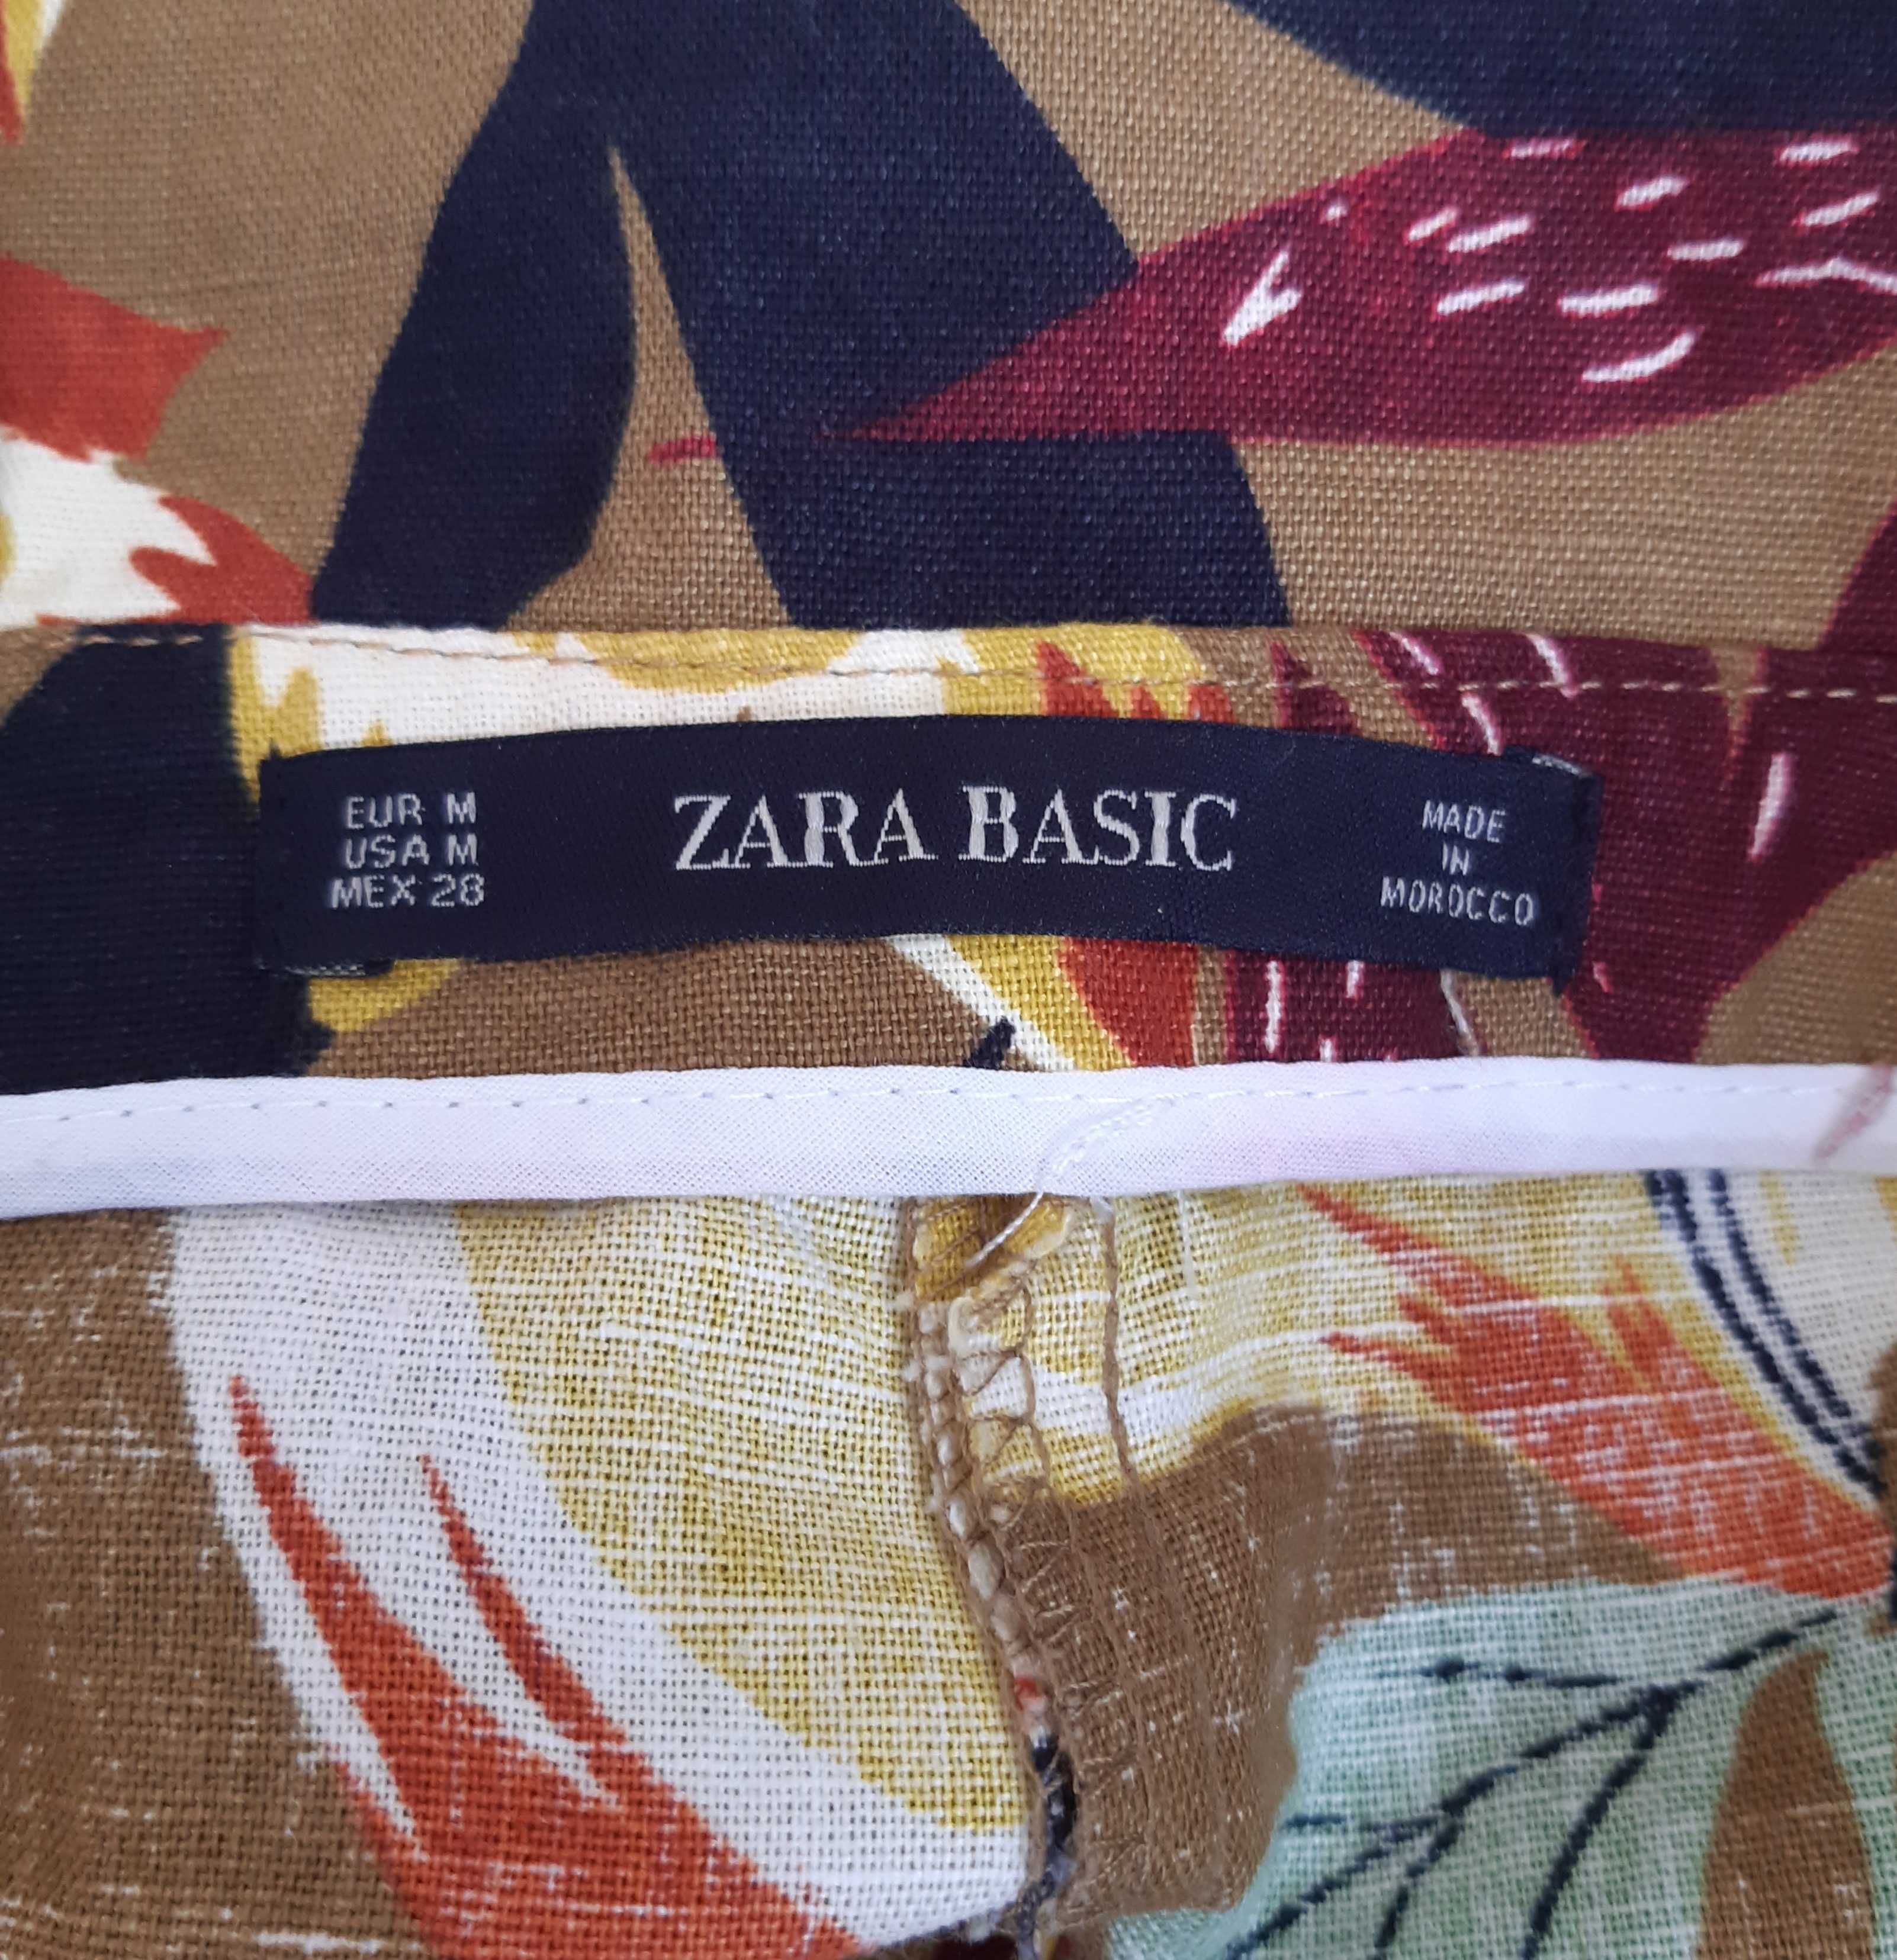 EUR M
USA M
MEX 28
ZARA BASIC
MADE
IN
MOROCCO